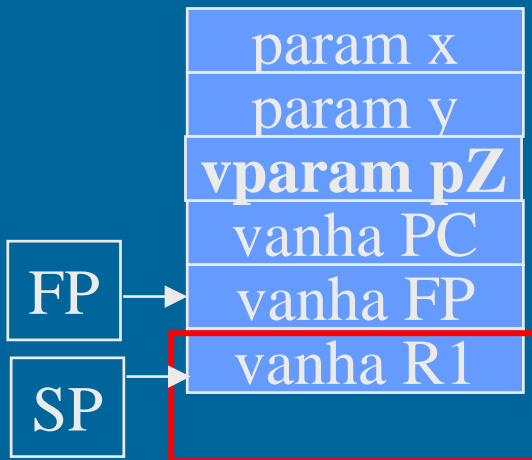 param x
param y
vparam pZ
vanha PC
FP
vanha FP
vanha R1
SP